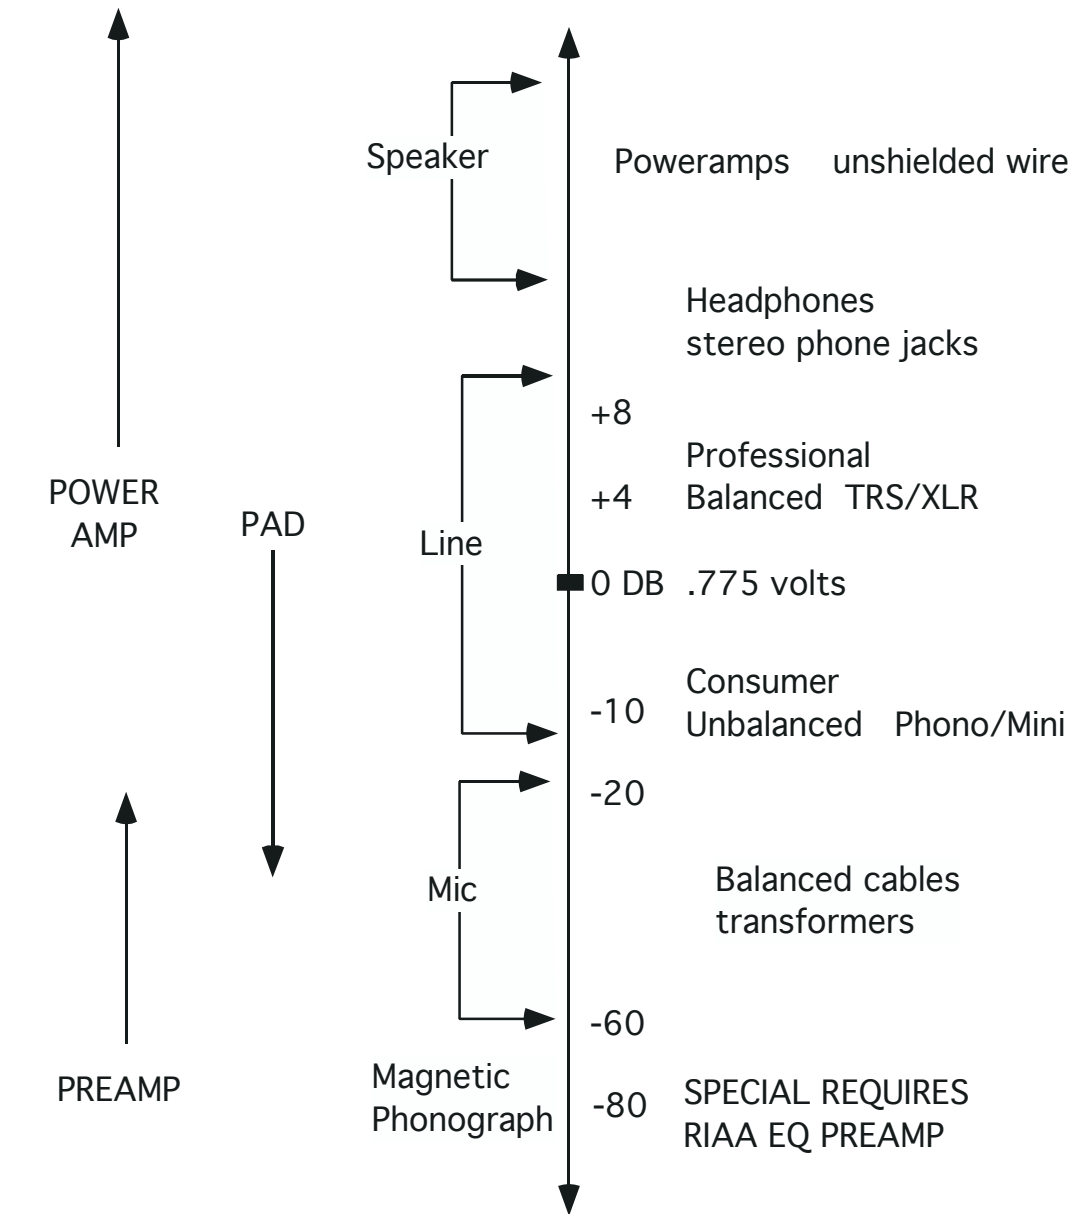 Speaker
Poweramps unshielded wire
Headphones
stereo phone jacks
+8
Professional
+4 Balanced TRS/XLR
POWER
AMP
PAD
Line
0 DB .775 volts
Consumer
-10
Unbalanced Phono/Mini
-20
Mic
Balanced cables
transformers
-60
PREAMP
Magnetic
Phonograph
-80
SPECIAL REQUIRES
RIAA EQ PREAMP